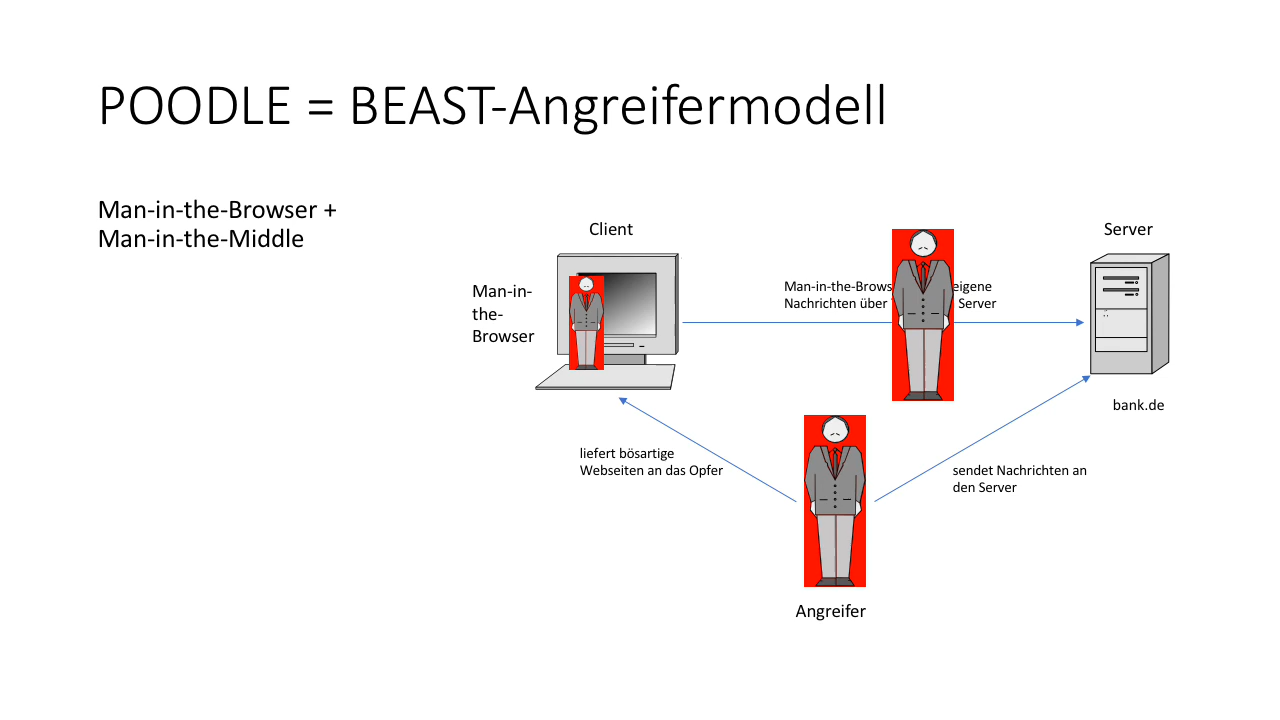 POODLE = BEAST-Angreifermodell
Man-in-the-Browser +
Man-in-the-Middle
Client
Server
Man-in-
the-
Browser
Man-in-the-Brows eigene
Nachrichten über Server
bank.de
liefert bösartige
Webseiten an das Opfer
sendet Nachrichten an
den Server
Angreifer